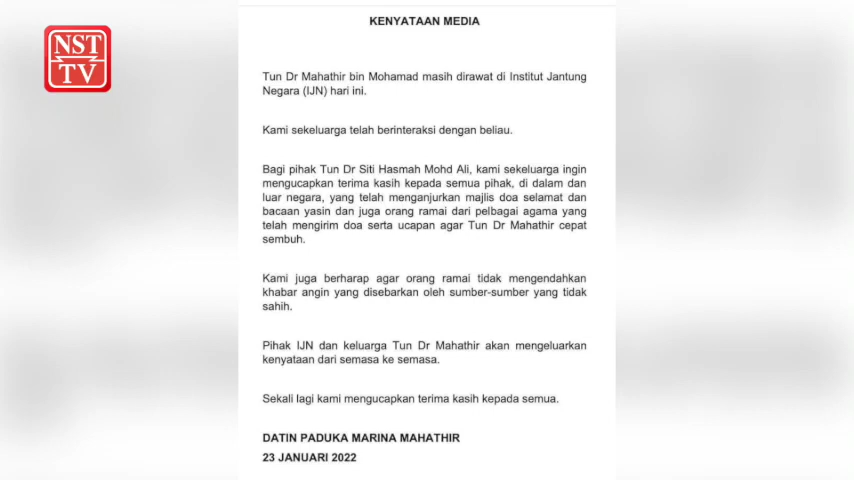 NST
TV
KENYATAAN MEDIA
Tun Dr Mahathir bin Mohamad masih dirawat di Institut Jantung
Negara (IJN) hari ini.
Kami sekeluarga telah berinteraksi dengan beliau.
Bagi pihak Tun Dr Siti Hasmah Mohd Ali, kami sekeluarga ingin
mengucapkan terima kasih kepada semua pihak, di dalam dan
luar negara, yang telah menganjurkan majlis doa selamat dan
bacaan yasin dan juga orang ramai dari pelbagai agama yang
telah mengirim doa serta ucapan agar Tun Dr Mahathir cepat
sembuh.
Kami juga berharap agar orang ramai tidak mengendahkan
khabar angin yang disebarkan oleh sumber-sumber yang tidak
sahih.
Pihak IJN dan keluarga Tun Dr Mahathir akan mengeluarkan
kenyataan dari semasa ke semasa.
Sekali lagi kami mengucapkan terima kasih kepada semua.
DATIN PADUKA MARINA MAHATHIR
23 JANUARI 2022